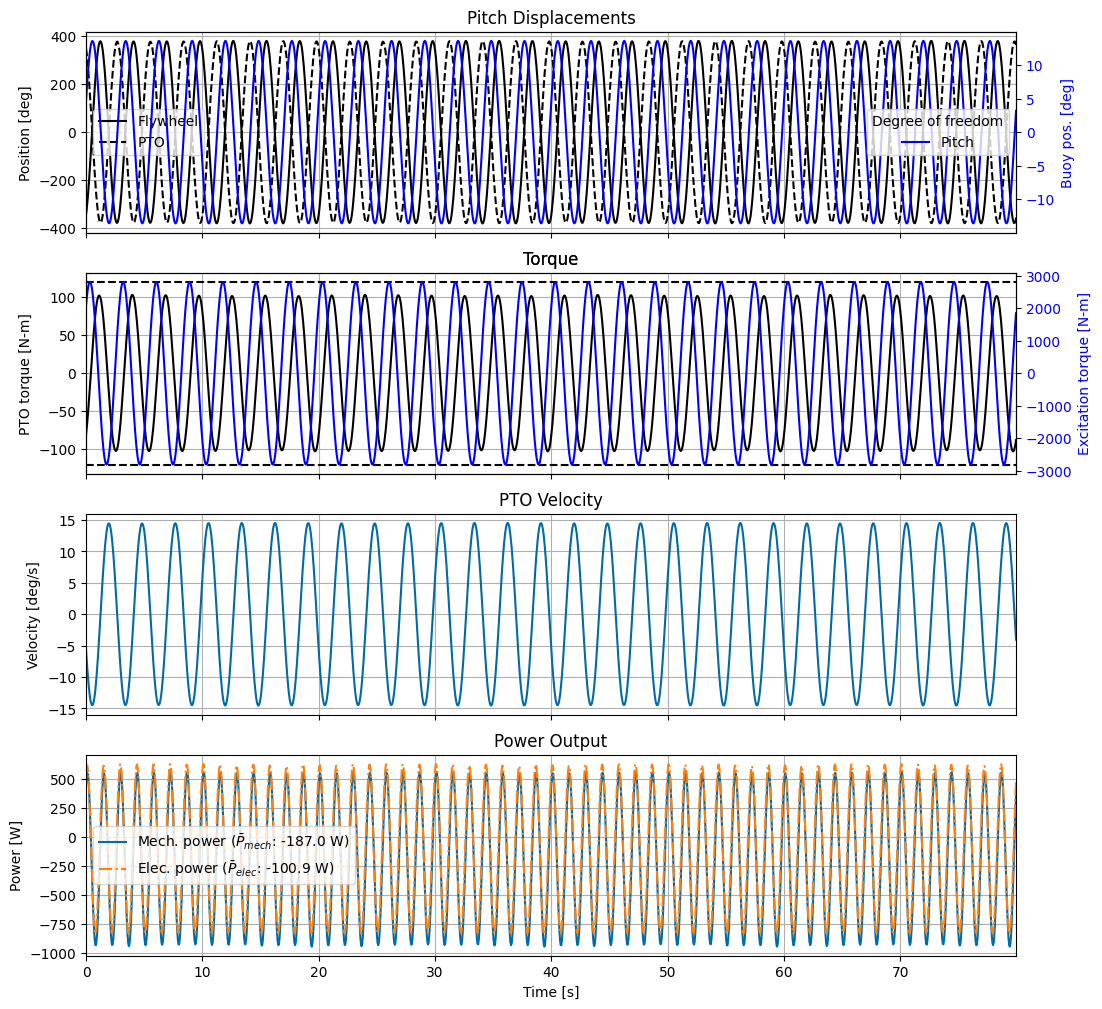 Pitch Displacements
Position [deg]
400
200
0
−200
−400
Flywheel
PTO
Degree of freedom
Pitch
10
5
0
−5
−10
Buoy pos. [deg]
Torque
PTO torque [N-m]
100
50
0
−50
−100
3000
2000
1000
0
−1000
−2000
−3000
Excitation torque [N-m]
PTO Velocity
Velocity [deg/s]
15
10
5
0
−5
−10
−15
Power Output
Power [W]
500
250
0
−250
−500
−750
−1000
Mech. power (P̄mech: -187.0 W)
Elec. power (P̄elec: -100.9 W)
0 10 20 30 40 50 60 70
Time [s]